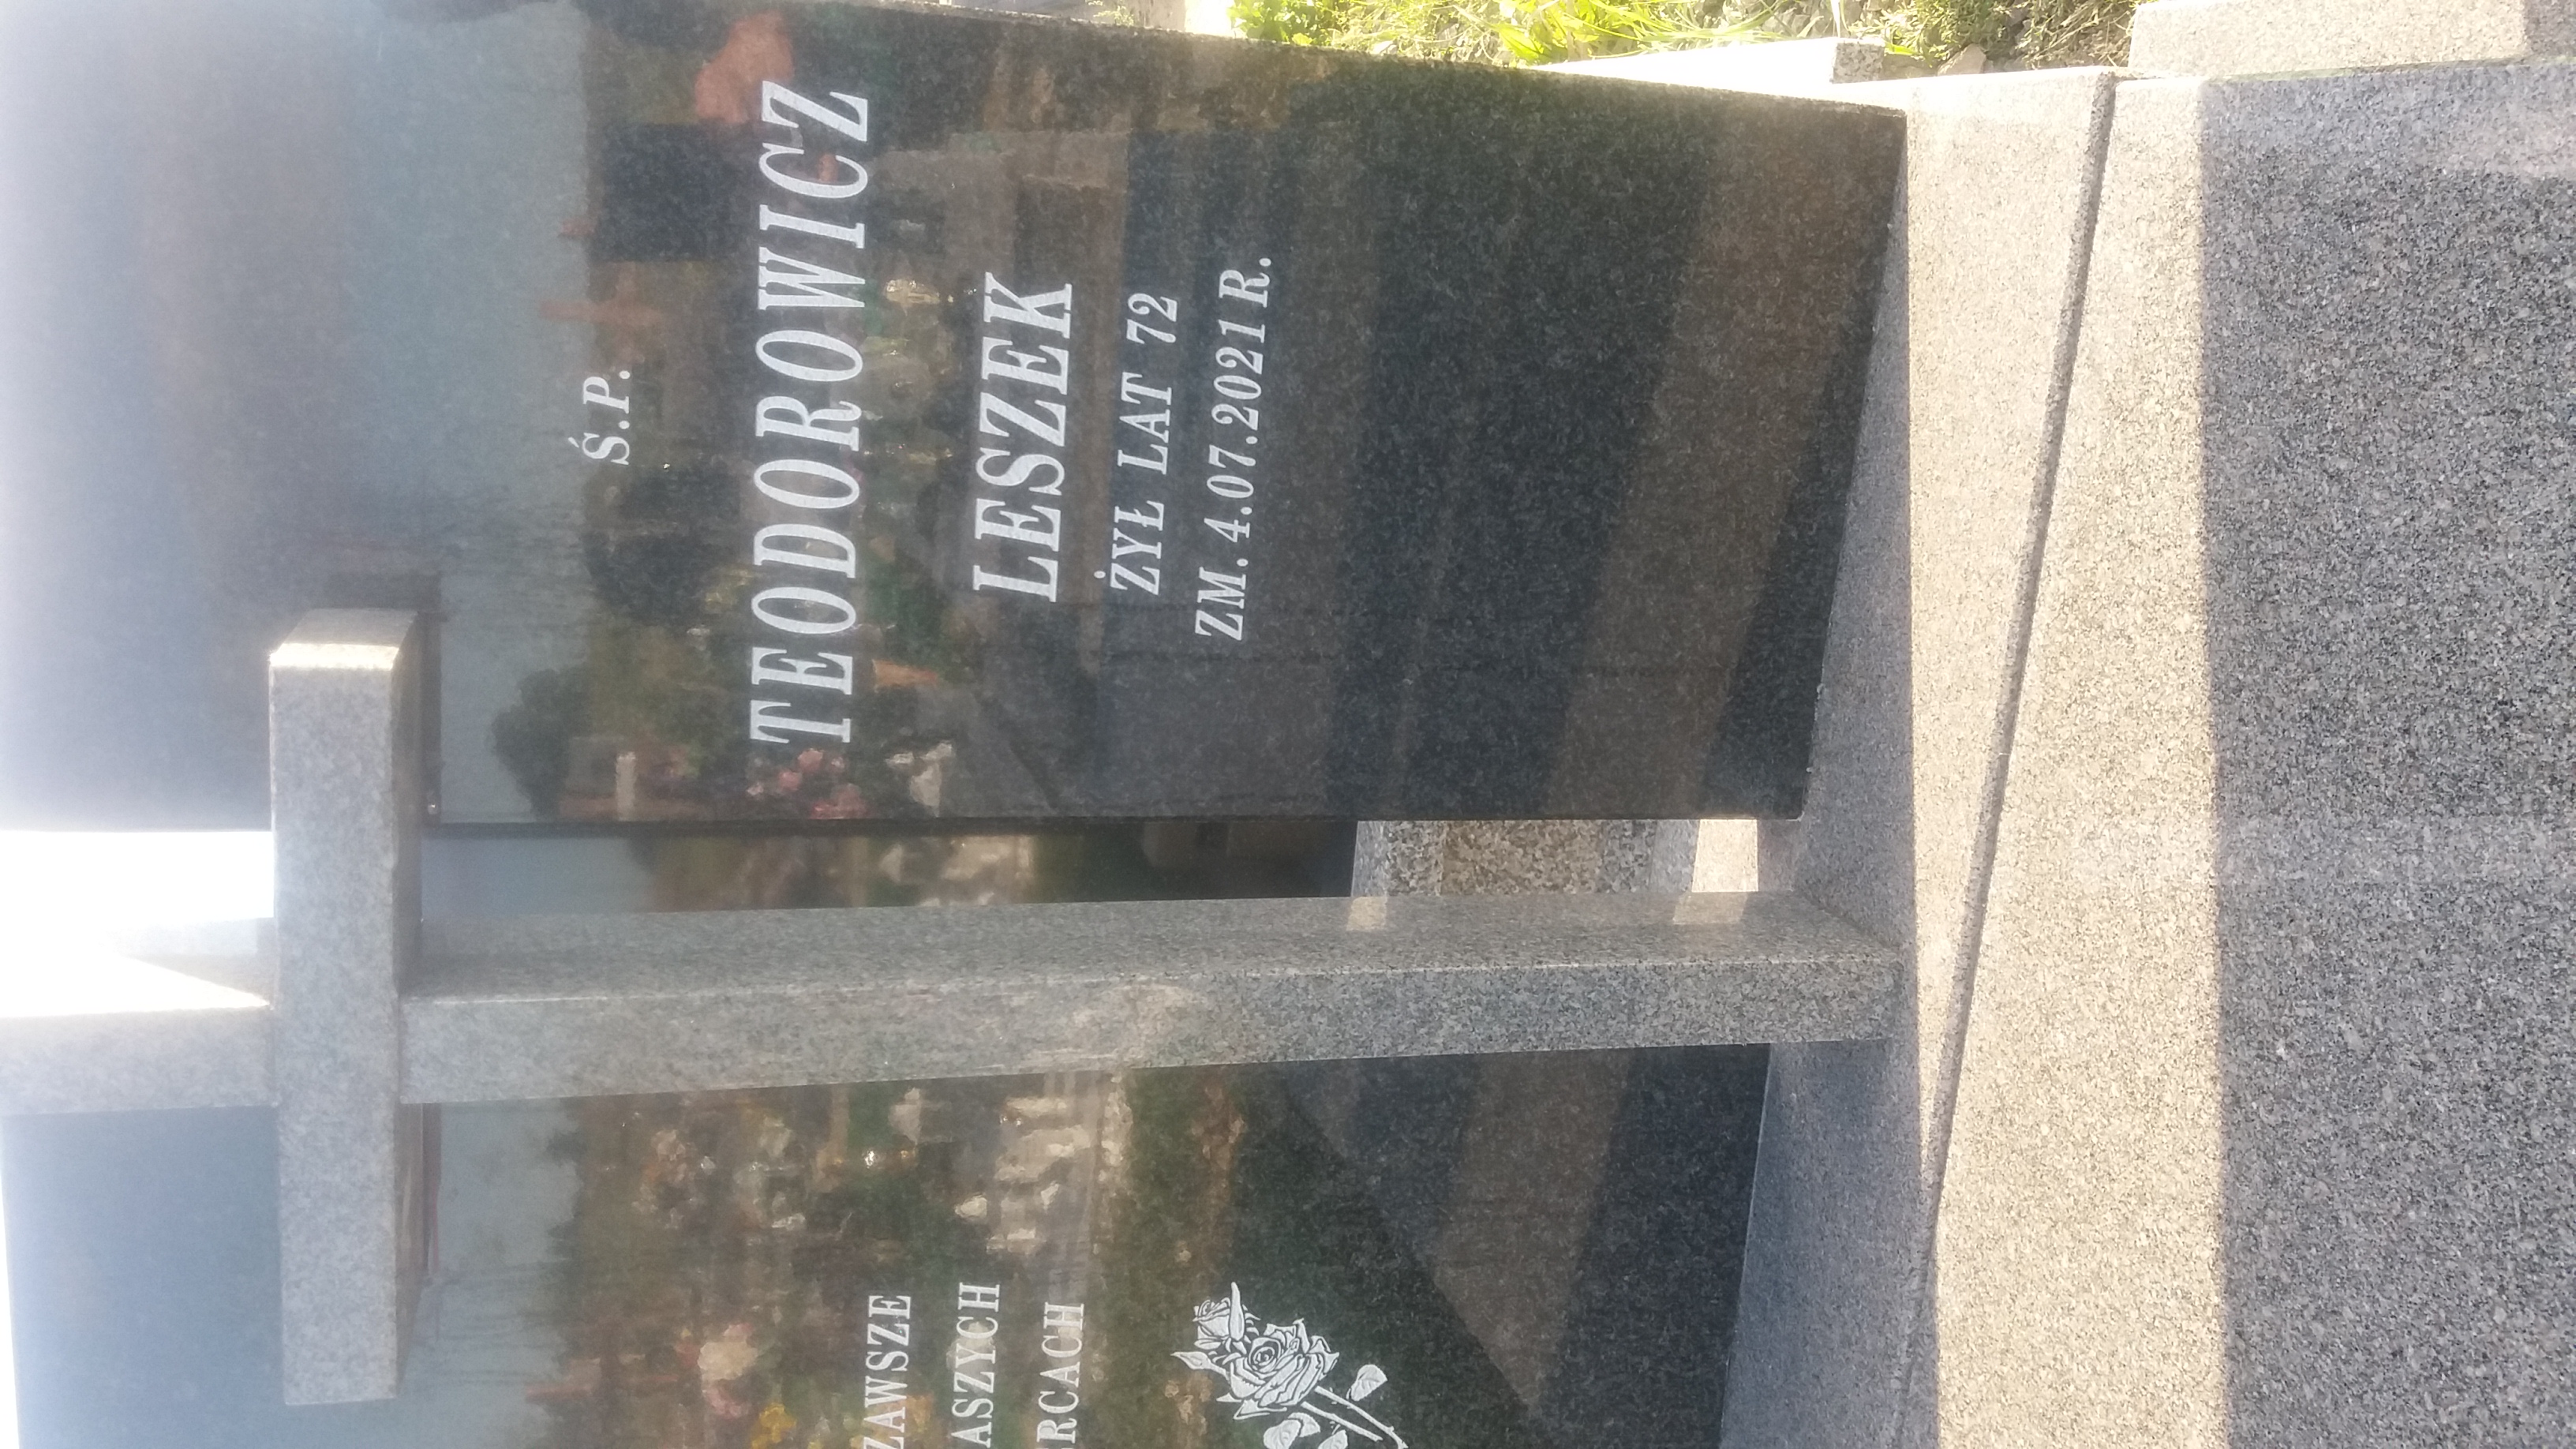 Ś.P.
TEODOROWICZ
LESZEK
ŻYŁ LAT 72
ZM. 4.07.2021 R.
ZAWSZE